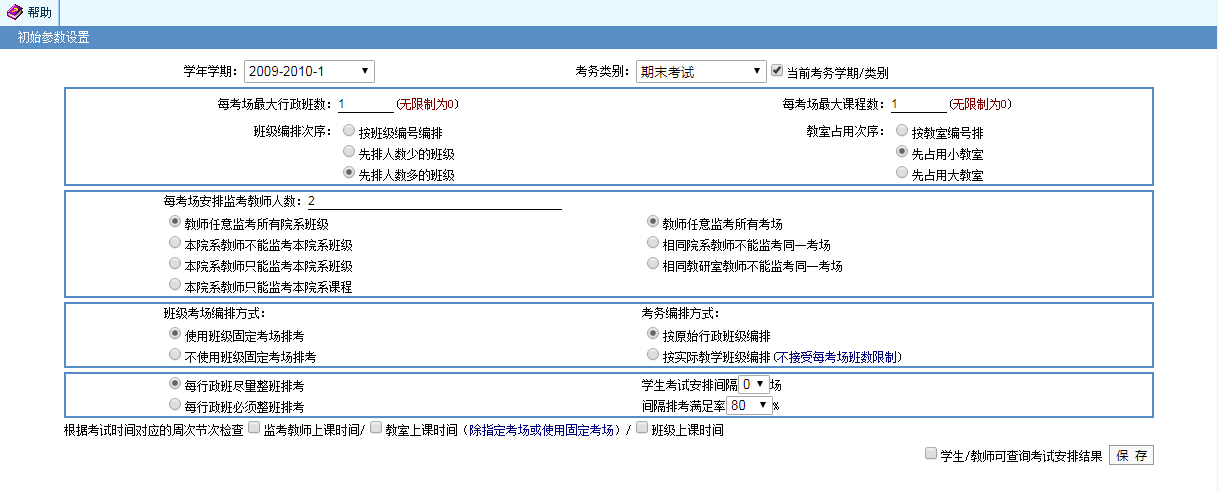 帮助
初始参数设置
学年学期： 2009-2010-1 考务类别： 期末考试 当前考务学期/类别
每考场最大行政班数： 1 (无限制为0) 每考场最大课程数： 1 (无限制为0)
班级编排次序： 按班级编号编排 教室占用次序： 按教室编号排
先排人数少的班级 先占用小教室
先排人数多的班级 先占用大教室
每考场安排监考教师人数： 2
教师任意监考所有院系班级 教师任意监考所有考场
本院系教师不能监考本院系班级 相同院系教师不能监考同一考场
本院系教师只能监考本院系班级 相同教研室教师不能监考同一考场
本院系教师只能监考本院系课程
班级考场编排方式： 考务编排方式：
使用班级固定考场排考 按原始行政班级编排
不使用班级固定考场排考 按实际教学班级编排(不接受每考场班数限制)
每行政班尽量整班排考 学生考试安排间隔 0 场
每行政班必须整班排考 间隔排考满足率 80 %
根据考试时间对应的周次节次检查 监考教师上课时间/ 教室上课时间（除指定考场或使用固定考场）/ 班级上课时间
学生/教师可查询考试安排结果 保 存